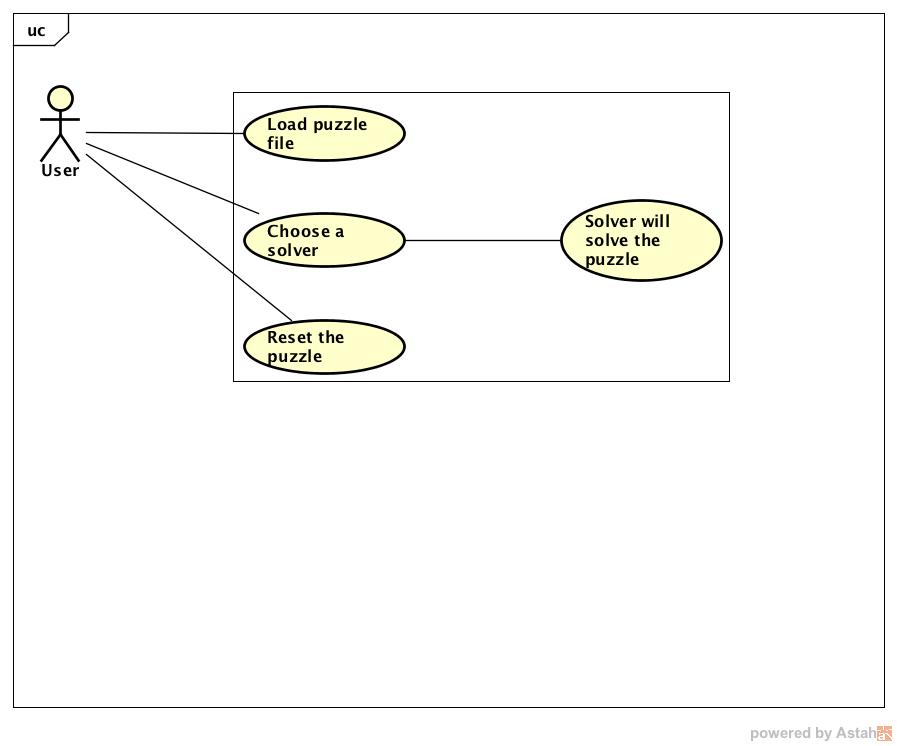 uc
User
Load puzzle
file
Choose a
solver
Solver will
solve the
puzzle
Reset the
puzzle
powered by Astah